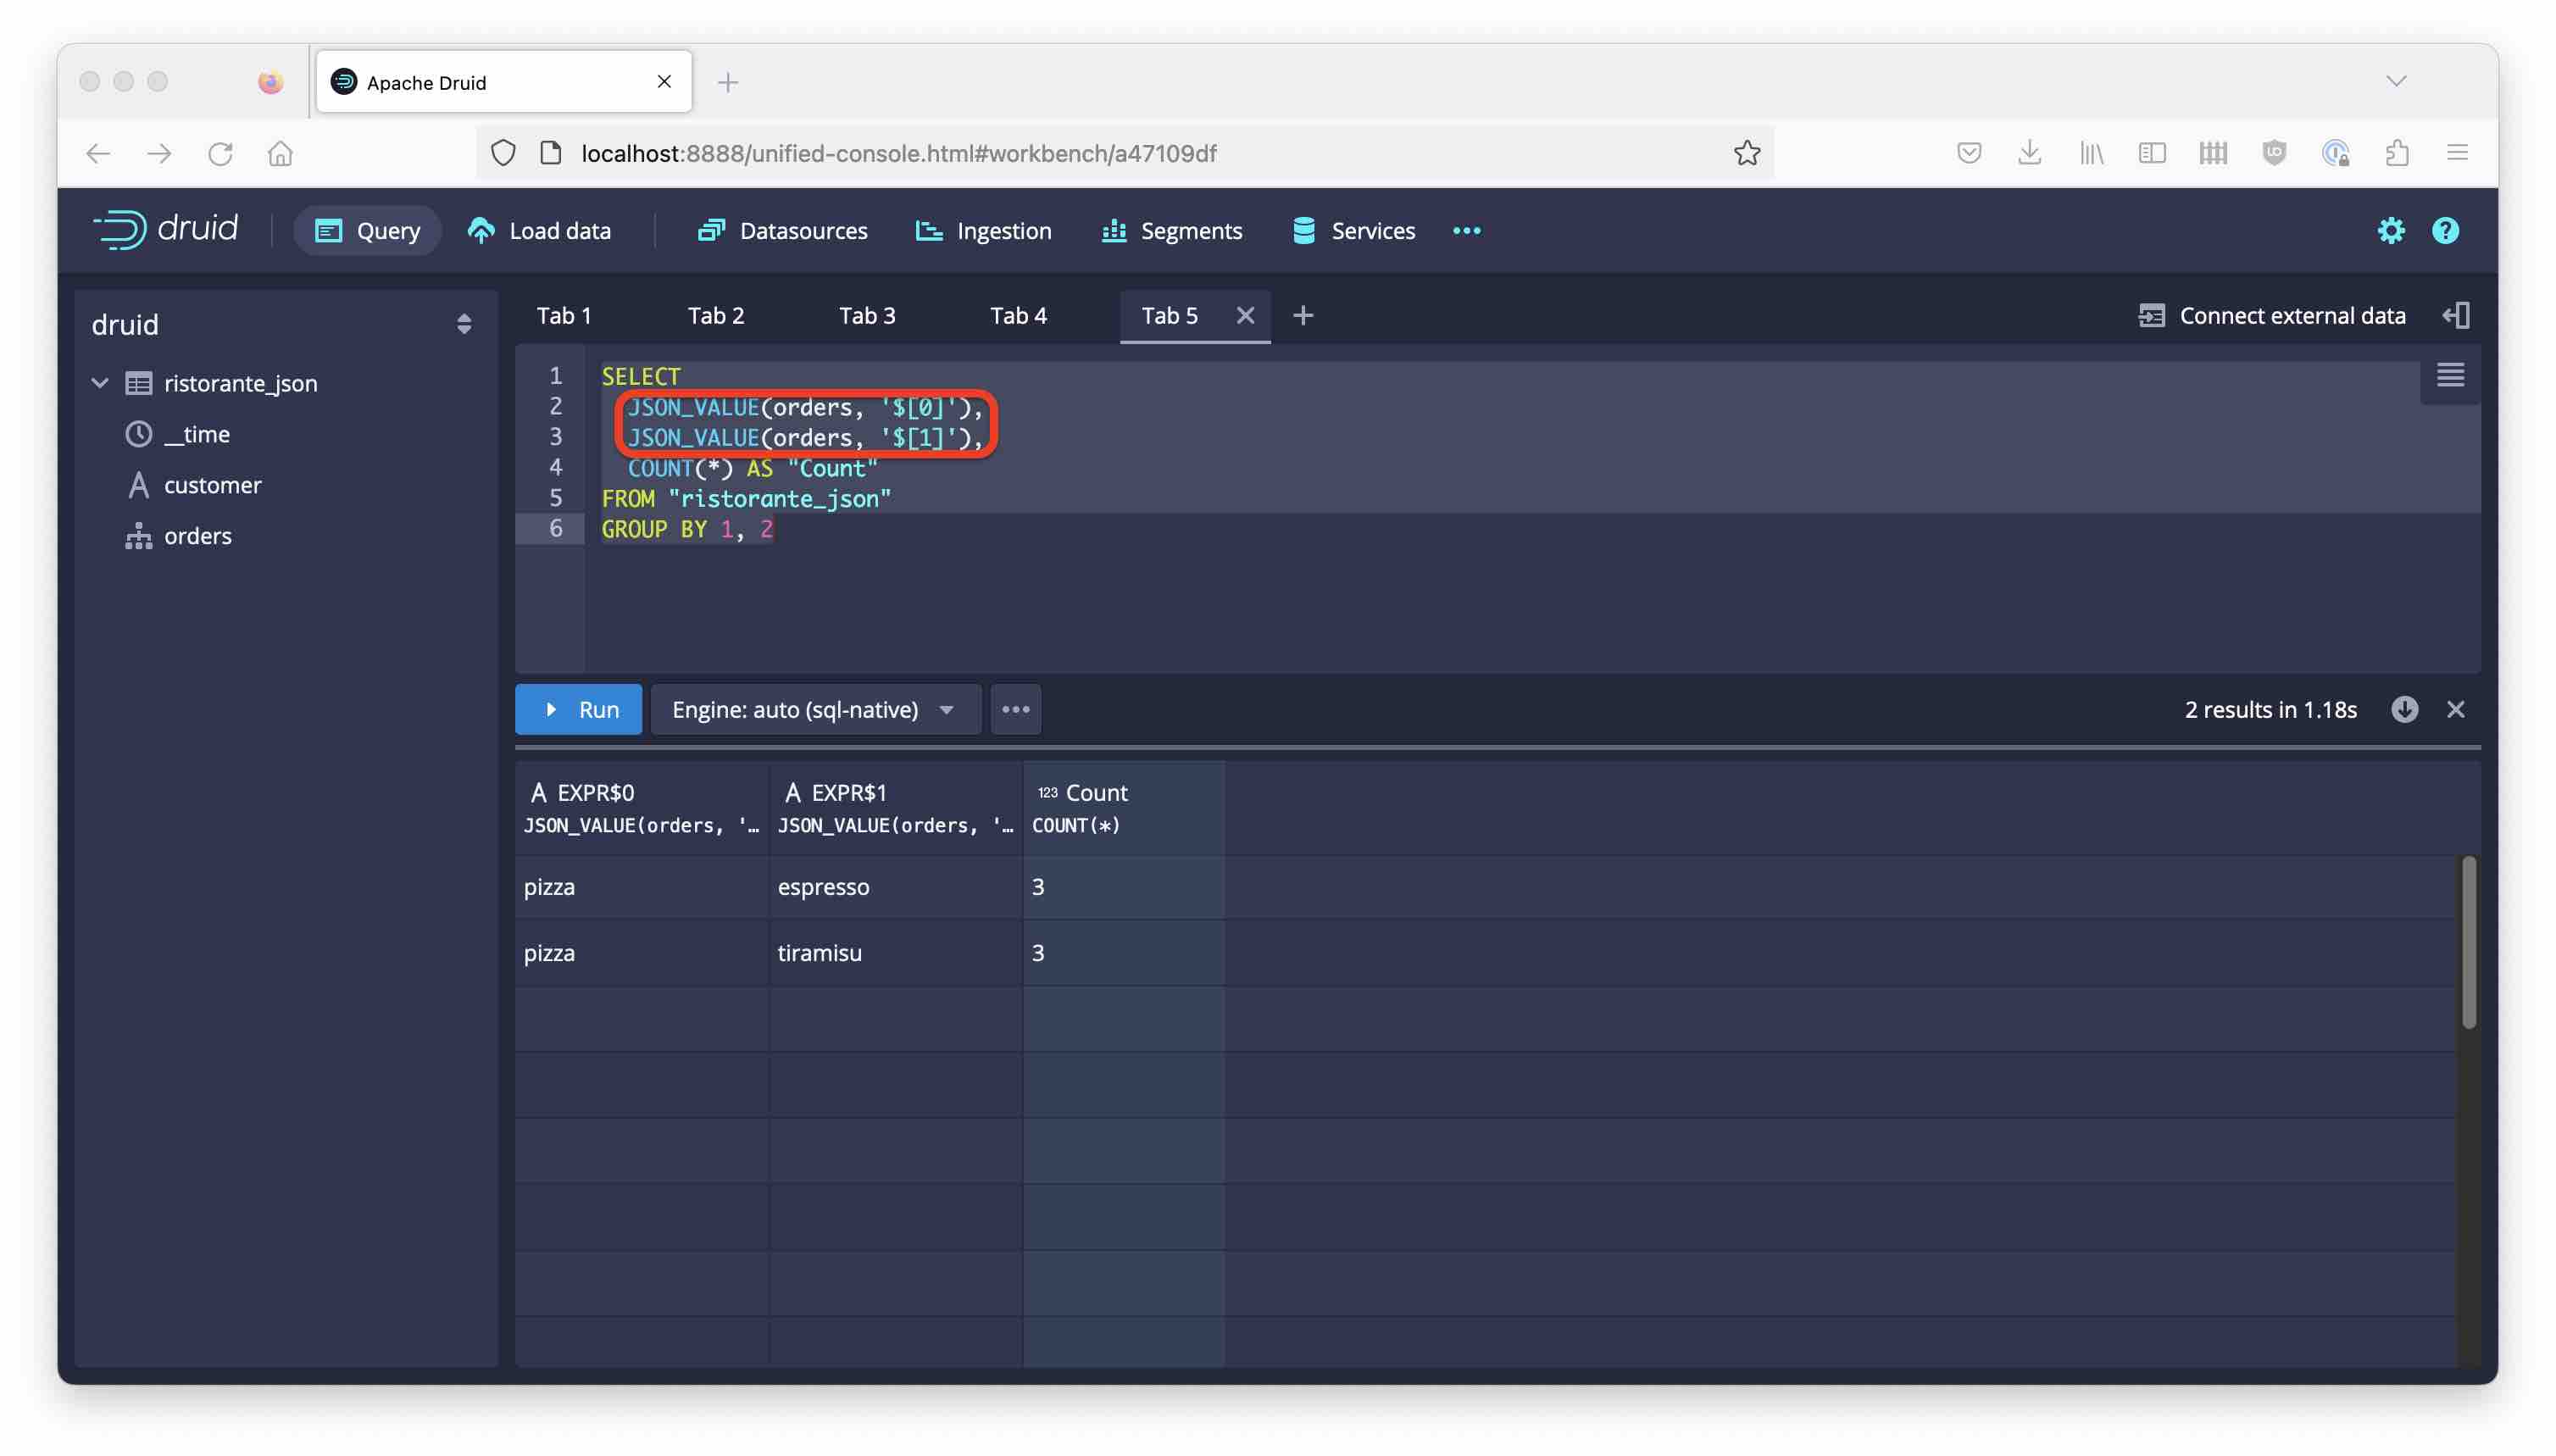 Apache Druid
localhost:8888/unified-console.html#workbench/a47109df
druid
Query
Load data
Datasources
Ingestion
Segments
Services
druid
ristorante_json
__time
customer
orders
Tab 1
Tab 2
Tab 3
Tab 4
Tab 5
Connect external data
1 SELECT
2 JSON_VALUE(orders, '$[0]'),
3 JSON_VALUE(orders, '$[1]'),
4 COUNT(*) AS "Count"
5 FROM "ristorante_json"
6 GROUP BY 1, 2
Run
Engine: auto (sql-native)
2 results in 1.18s
A EXPR$0 A EXPR$1 123 Count
JSON_VALUE(orders, '… JSON_VALUE(orders, '… COUNT(*)
pizza espresso 3
pizza tiramisu 3